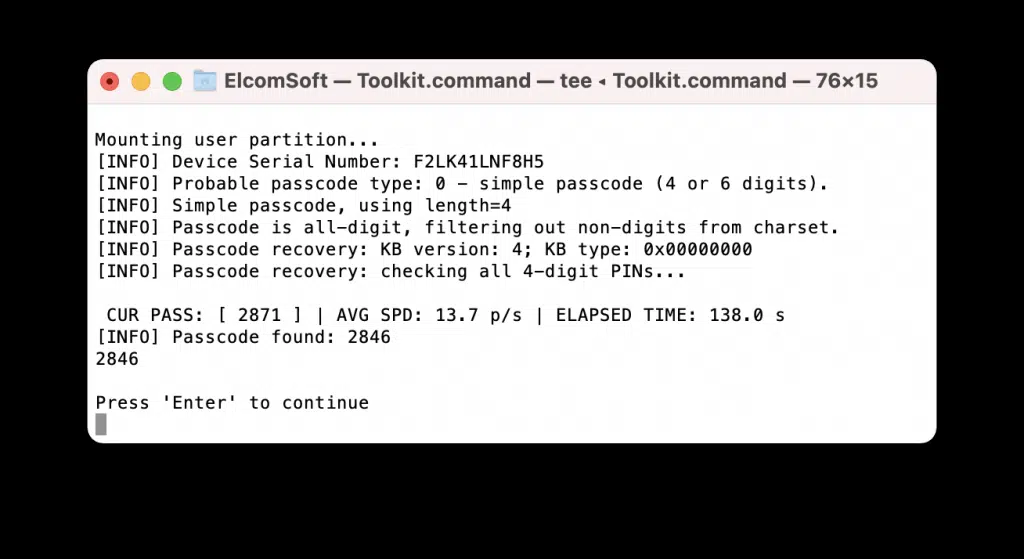 ElcomSoft — Toolkit.command — tee ◂ Toolkit.command — 76×15
Mounting user partition...
[INFO] Device Serial Number: F2LK41LNF8H5
[INFO] Probable passcode type: 0 - simple passcode (4 or 6 digits).
[INFO] Simple passcode, using length=4
[INFO] Passcode is all-digit, filtering out non-digits from charset.
[INFO] Passcode recovery: KB version: 4; KB type: 0x00000000
[INFO] Passcode recovery: checking all 4-digit PINs...
CUR PASS: [ 2871 ] | AVG SPD: 13.7 p/s | ELAPSED TIME: 138.0 s
[INFO] Passcode found: 2846
2846
Press 'Enter' to continue